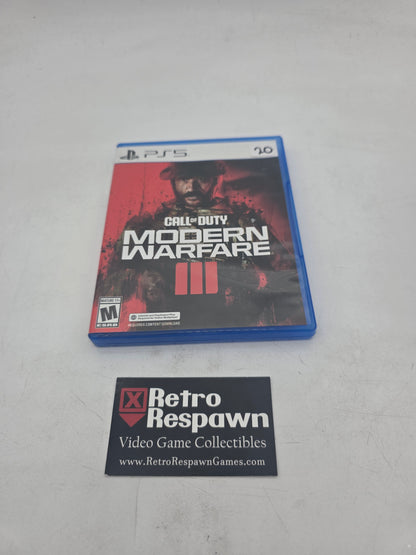 PS5
20
CALL OF DUTY
MODERN
WARFARE
III
MATURE 17+
M
ESRB
REQUIRES CONTENT DOWNLOAD
Retro
Respawn
Video Game Collectibles
www.RetroRespawnGames.com